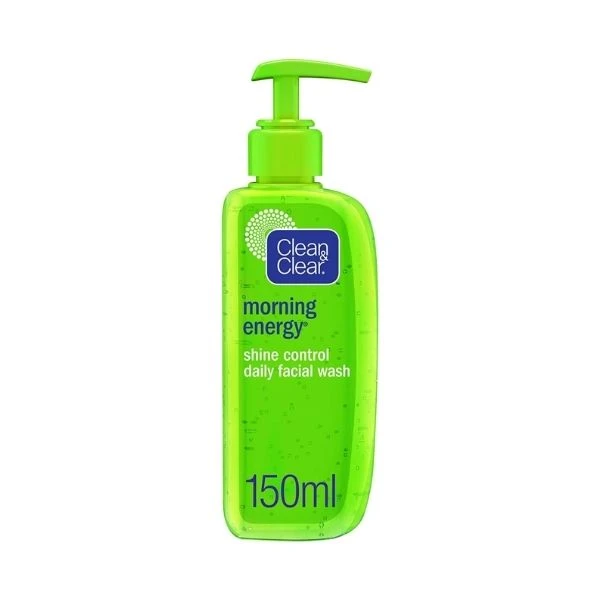 Clean &
Clear®
morning
energy®
shine control
daily facial wash
150ml